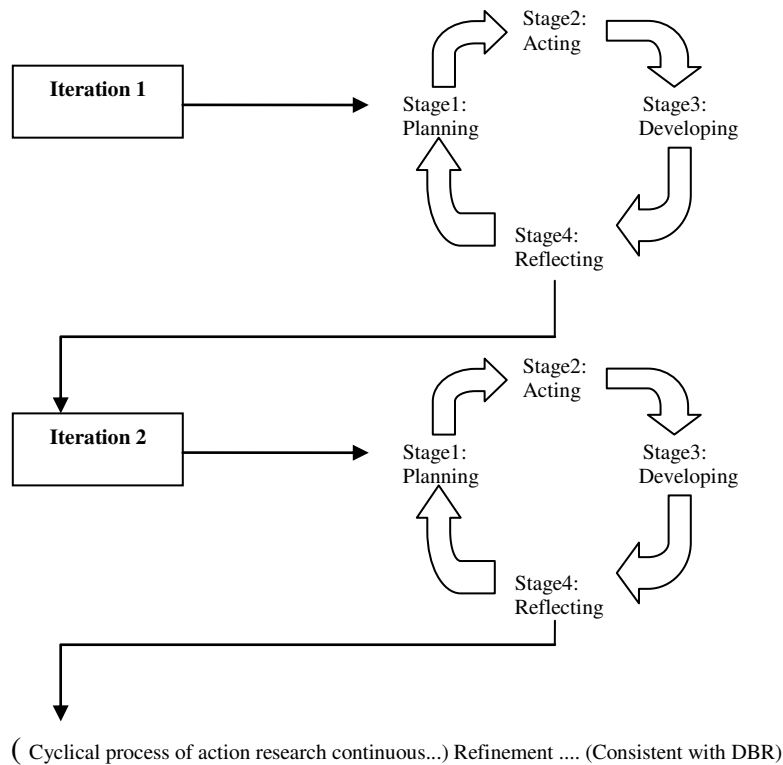 Stage2:
Acting
Iteration 1
Stage1:
Planning
Stage3:
Developing
Stage4:
Reflecting
Stage2:
Acting
Iteration 2
Stage1:
Planning
Stage3:
Developing
Stage4:
Reflecting
( Cyclical process of action research continuous...) Refinement .... (Consistent with DBR)